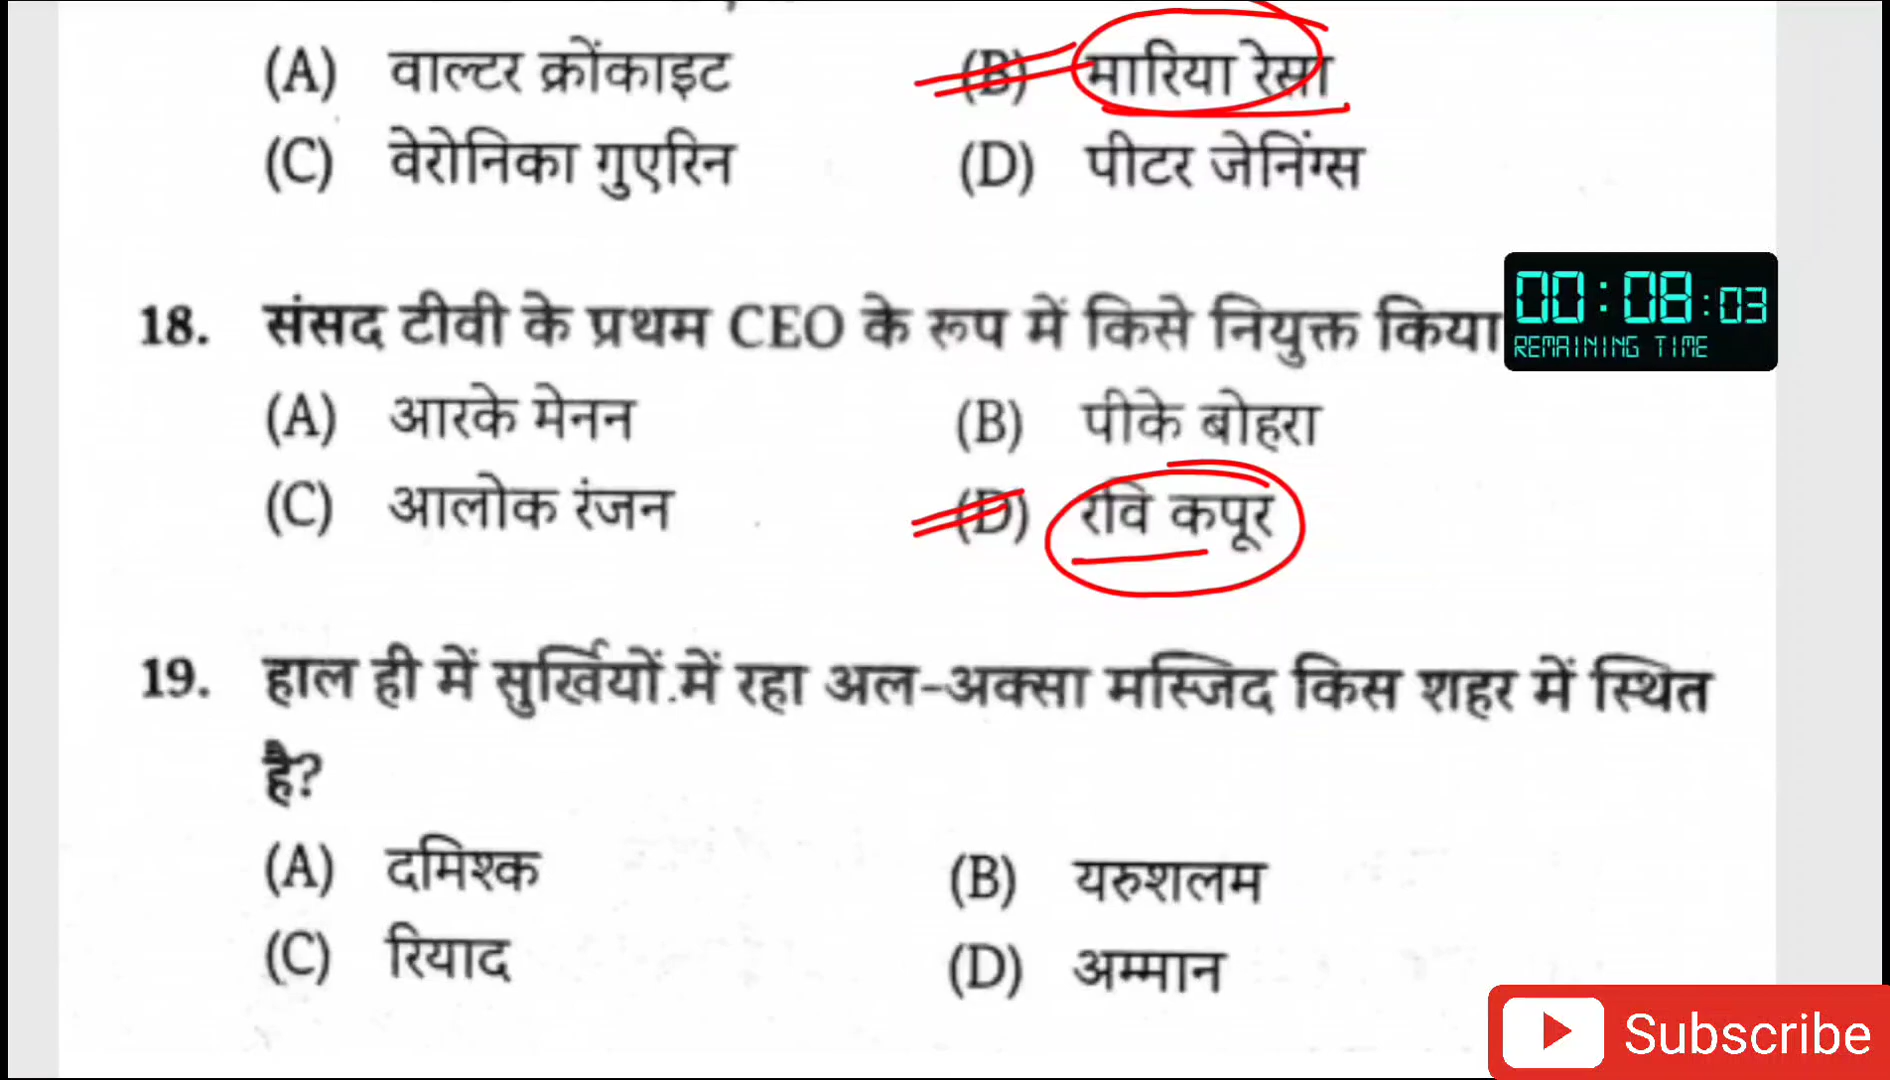 (A) वाल्टर क्रोंकाइट (B) मारिया रेसा
(C) वेरोनिका गुएरिन (D) पीटर जेनिंग्स
18. संसद टीवी के प्रथम CEO के रूप में किसे नियुक्त किया
00:08:03
REMAINING TIME
(A) आरके मेनन (B) पीके बोहरा
(C) आलोक रंजन (D) रवि कपूर
19. हाल ही में सुर्खियों में रहा अल-अक्सा मस्जिद किस शहर में स्थित
है?
(A) दमिश्क (B) यरुशलम
(C) रियाद (D) अम्मान
Subscribe